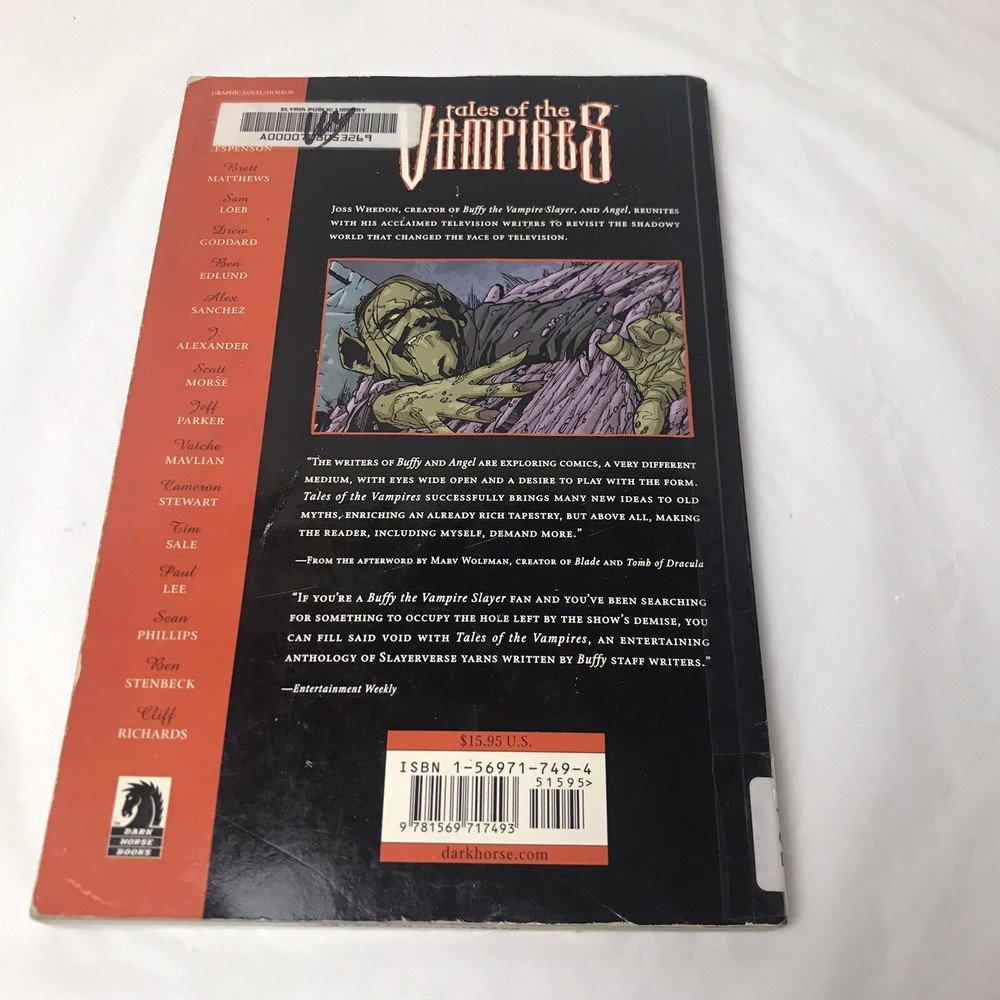 GRAPHIC NOVEL/HORROR
ELYRIA PUBLIC LIBRARY
ESPENSON
Brett
MATTHEWS
Sam
LOEB
Drew
GODDARD
Ben
EDLUND
Alex
SANCHEZ
J.
ALEXANDER
Scott
MORSE
Jeff
PARKER
Vatche
MAVLIAN
Cameron
STEWART
Tim
SALE
Paul
LEE
Sean
PHILLIPS
Ben
STENBECK
Cliff
RICHARDS
DARK
HORSE
BOOKS
tales of the
VAMPIRES™
JOSS WHEDON, CREATOR OF Buffy the Vampire Slayer, AND Angel, REUNITES
WITH HIS ACCLAIMED TELEVISION WRITERS TO REVISIT THE SHADOWY
WORLD THAT CHANGED THE FACE OF TELEVISION.
“THE WRITERS OF Buffy AND Angel ARE EXPLORING COMICS, A VERY DIFFERENT
MEDIUM, WITH EYES WIDE OPEN AND A DESIRE TO PLAY WITH THE FORM.
Tales of the Vampires SUCCESSFULLY BRINGS MANY NEW IDEAS TO OLD
MYTHS, ENRICHING AN ALREADY RICH TAPESTRY, BUT ABOVE ALL, MAKING
THE READER, INCLUDING MYSELF, DEMAND MORE.”
—FROM THE AFTERWORD BY MARV WOLFMAN, CREATOR OF Blade AND Tomb of Dracula
“IF YOU’RE A Buffy the Vampire Slayer FAN AND YOU’VE BEEN SEARCHING
FOR SOMETHING TO OCCUPY THE HOLE LEFT BY THE SHOW’S DEMISE, YOU
CAN FILL SAID VOID WITH Tales of the Vampires, AN ENTERTAINING
ANTHOLOGY OF SLAYERVERSE YARNS WRITTEN BY Buffy STAFF WRITERS.”
—Entertainment Weekly
$15.95 U.S.
ISBN 1-56971-749-4
51595>
9 781569 717493
darkhorse.com